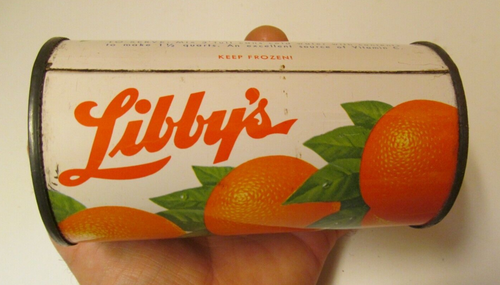 to make 1½ quarts. An excellent source of vitamin C
KEEP FROZEN!
Libby's